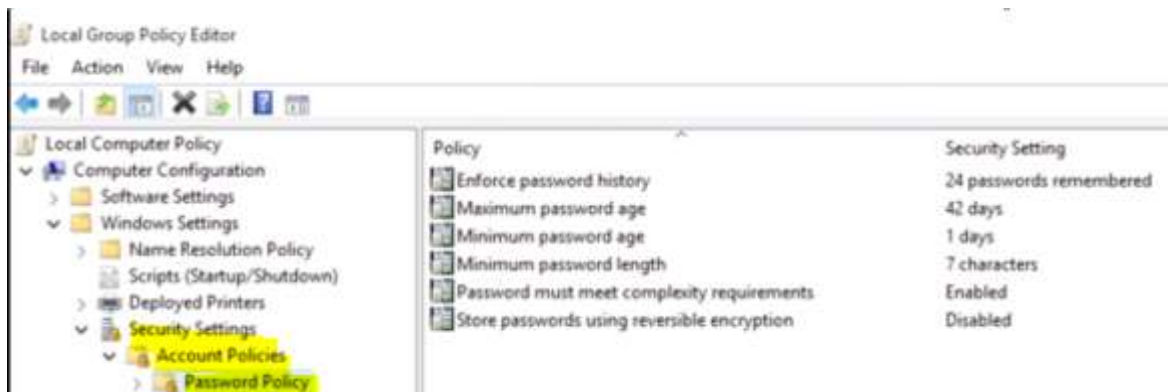 Local Group Policy Editor
File Action View Help
Local Computer Policy
Computer Configuration
Software Settings
Windows Settings
Name Resolution Policy
Scripts (Startup/Shutdown)
Deployed Printers
Security Settings
Account Policies
Password Policy
Policy Security Setting
Enforce password history 24 passwords remembered
Maximum password age 42 days
Minimum password age 1 days
Minimum password length 7 characters
Password must meet complexity requirements Enabled
Store passwords using reversible encryption Disabled